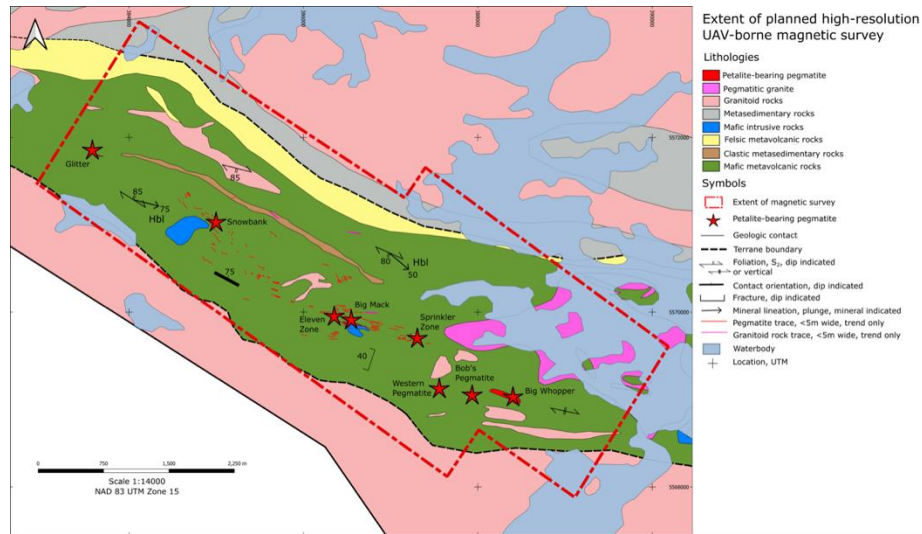 Extent of planned high-resolution
UAV-borne magnetic survey
Lithologies
Petalite-bearing pegmatite
Pegmatitic granite
Granitoid rocks
Metasedimentary rocks
Mafic intrusive rocks
Felsic metavolcanic rocks
Clastic metasedimentary rocks
Mafic metavolcanic rocks
Symbols
Extent of magnetic survey
Petalite-bearing pegmatite
Geologic contact
Terrane boundary
Foliation, S₂, dip indicated
or vertical
Contact orientation, dip indicated
Fracture, dip indicated
Mineral lineation, plunge, mineral indicated
Pegmatite trace, <5m wide, trend only
Granitoid rock trace, <5m wide, trend only
Waterbody
Location, UTM
5572000
Glitter
85
85
75
Hbl
Snowbank
80
Hbl
50
75
5570000
Big Mack
Eleven
Zone
Sprinkler
Zone
40
Bob's
Pegmatite
Western
Pegmatite
Big Whopper
5568000
0 750 1,500 2,250 m
Scale 1:14000
NAD 83 UTM Zone 15